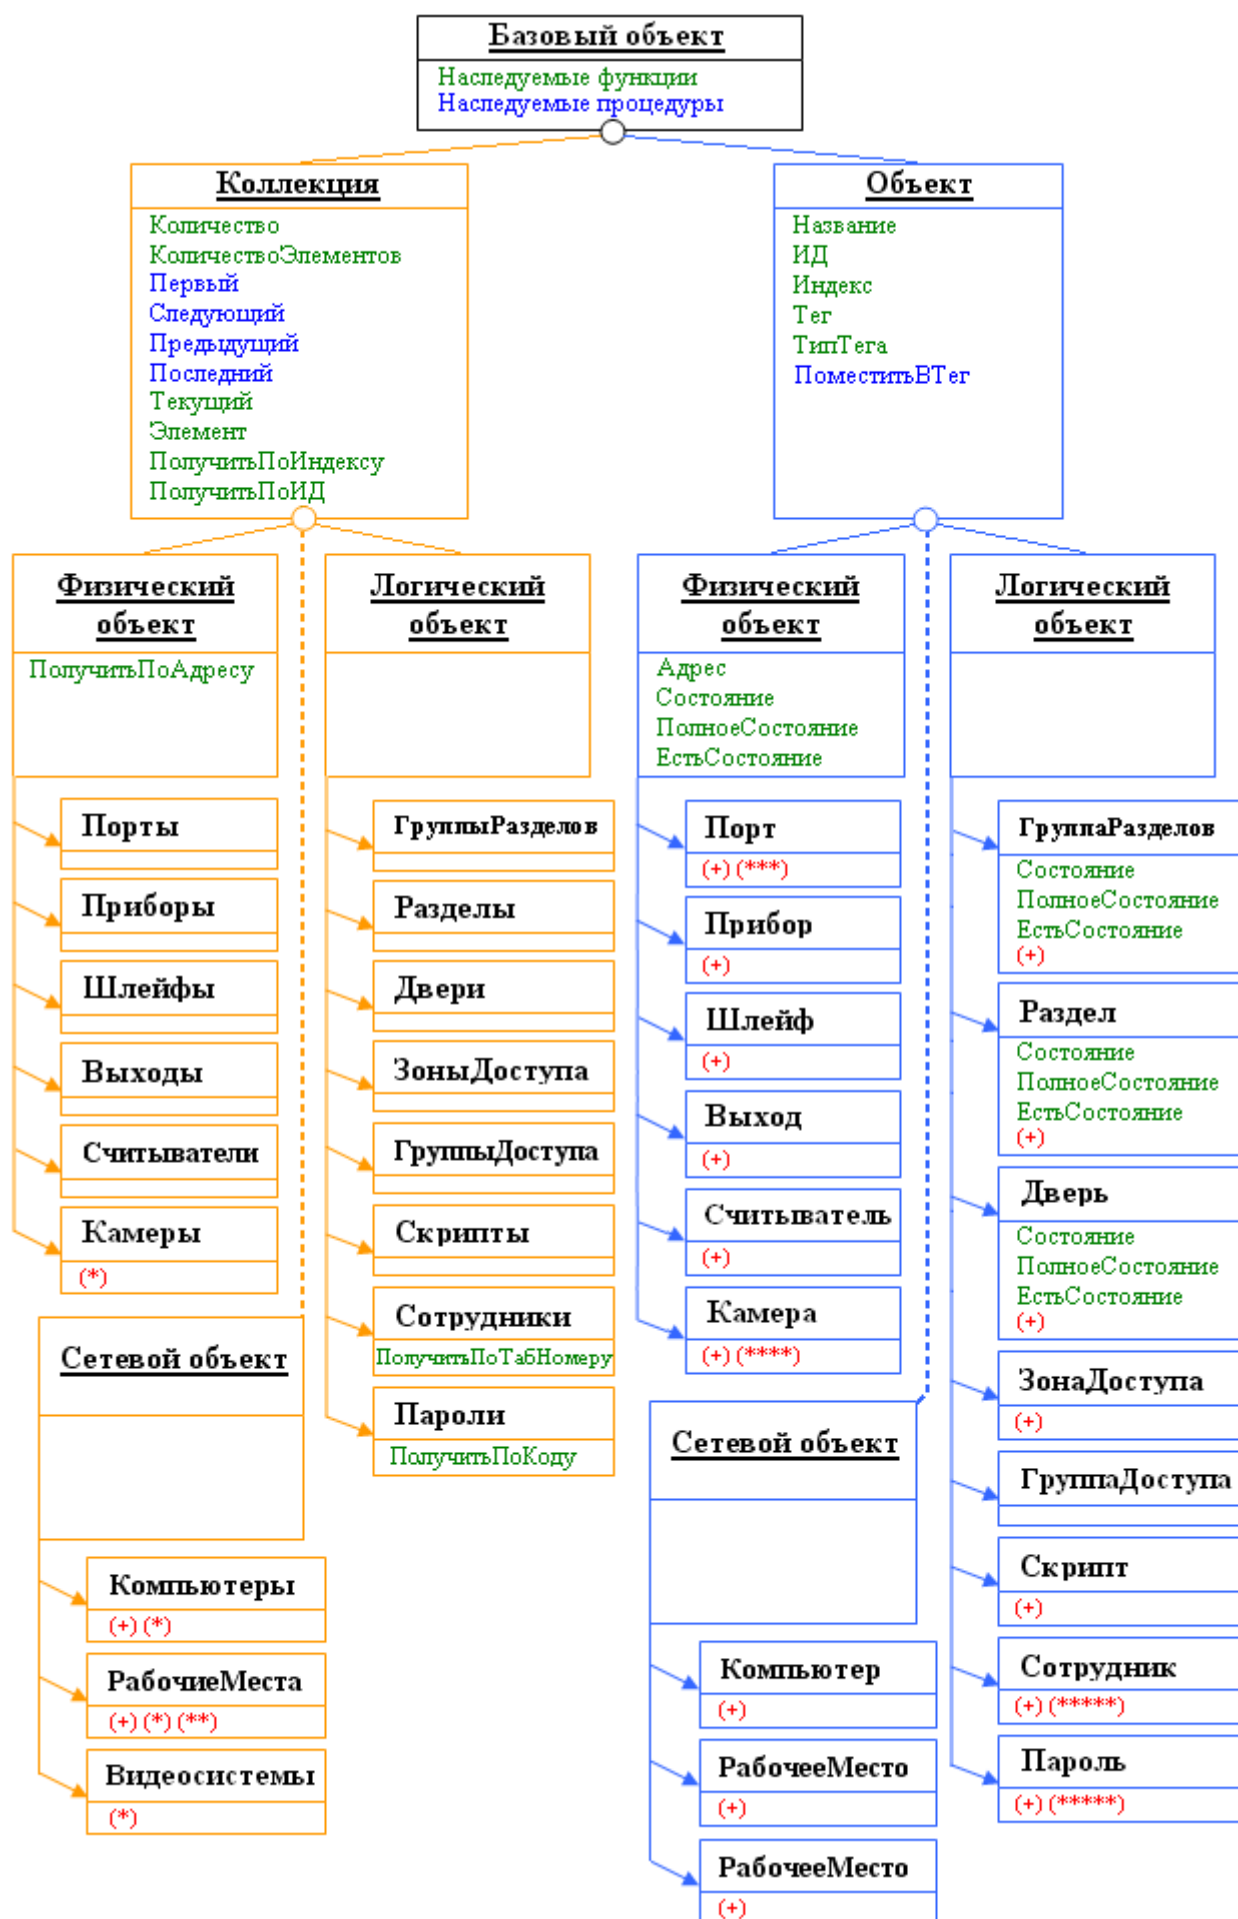 Базовый объект
Наследуемые функции
Наследуемые процедуры
Коллекция
Количество
КоличествоЭлементов
Первый
Следующий
Предыдущий
Последний
Текущий
Элемент
ПолучитьПоИндексу
ПолучитьПоИД
Объект
Название
ИД
Индекс
Тег
ТипТега
ПоместитьВТег
Физический
объект
ПолучитьПоАдресу
Порты
Приборы
Шлейфы
Выходы
Считыватели
Камеры
(*)
Сетевой объект
Компьютеры
(+) (*)
РабочиеМеста
(+) (*) (**)
Видеосистемы
(*)
Логический
объект
ГруппыРазделов
Разделы
Двери
ЗоныДоступа
ГруппыДоступа
Скрипты
Сотрудники
ПолучитьПоТабНомеру
Пароли
ПолучитьПоКоду
Физический
объект
Адрес
Состояние
ПолноеСостояние
ЕстьСостояние
Порт
(+) (***)
Прибор
(+)
Шлейф
(+)
Выход
(+)
Считыватель
(+)
Камера
(+) (****)
Сетевой объект
Компьютер
(+)
РабочееМесто
(+)
РабочееМесто
(+)
Логический
объект
ГруппаРазделов
Состояние
ПолноеСостояние
ЕстьСостояние
(+)
Раздел
Состояние
ПолноеСостояние
ЕстьСостояние
(+)
Дверь
Состояние
ПолноеСостояние
ЕстьСостояние
(+)
ЗонаДоступа
(+)
ГруппаДоступа
Скрипт
(+)
Сотрудник
(+) (*****)
Пароль
(+) (*****)